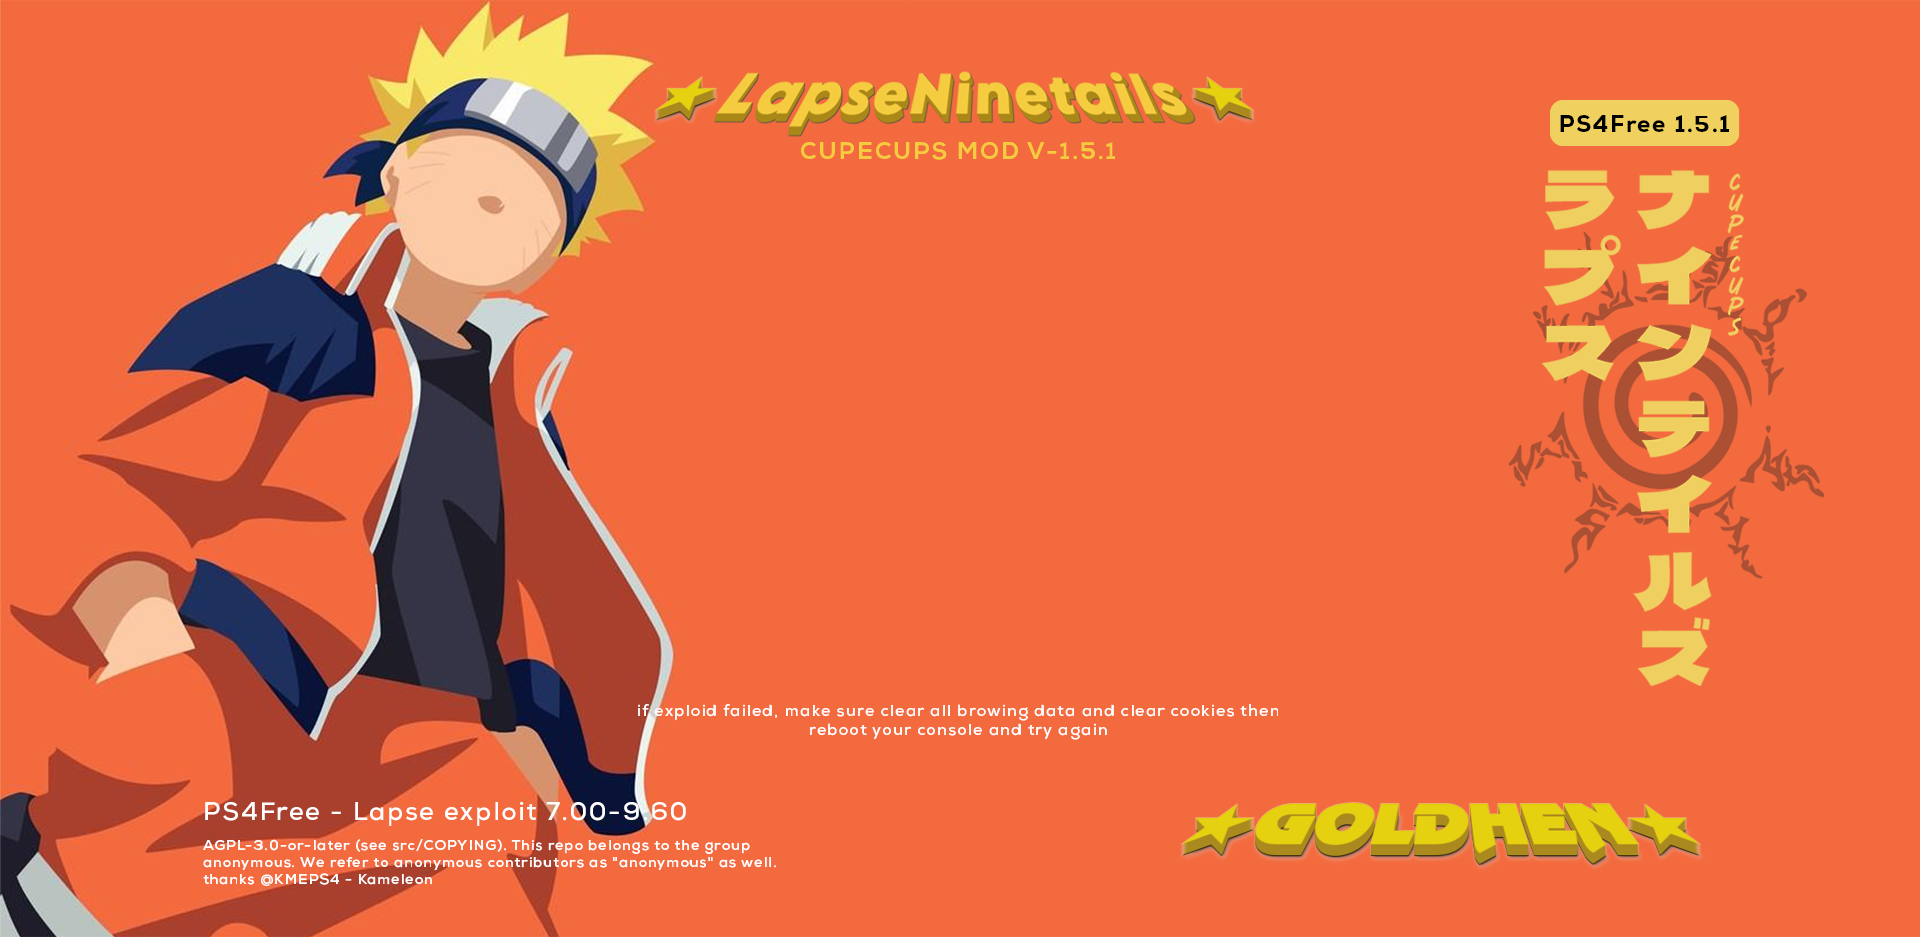 LapseNinetails
CUPECUPS MOD V-1.5.1
PS4Free 1.5.1
CUPECUPS
ナインテイルズ
ラプス
if exploid failed, make sure clear all browing data and clear cookies then
reboot your console and try again
PS4Free - Lapse exploit 7.00-9.60
AGPL-3.0-or-later (see src/COPYING). This repo belongs to the group
anonymous. We refer to anonymous contributors as "anonymous" as well.
thanks @KMEPS4 - Kameleon
GOLDHEN